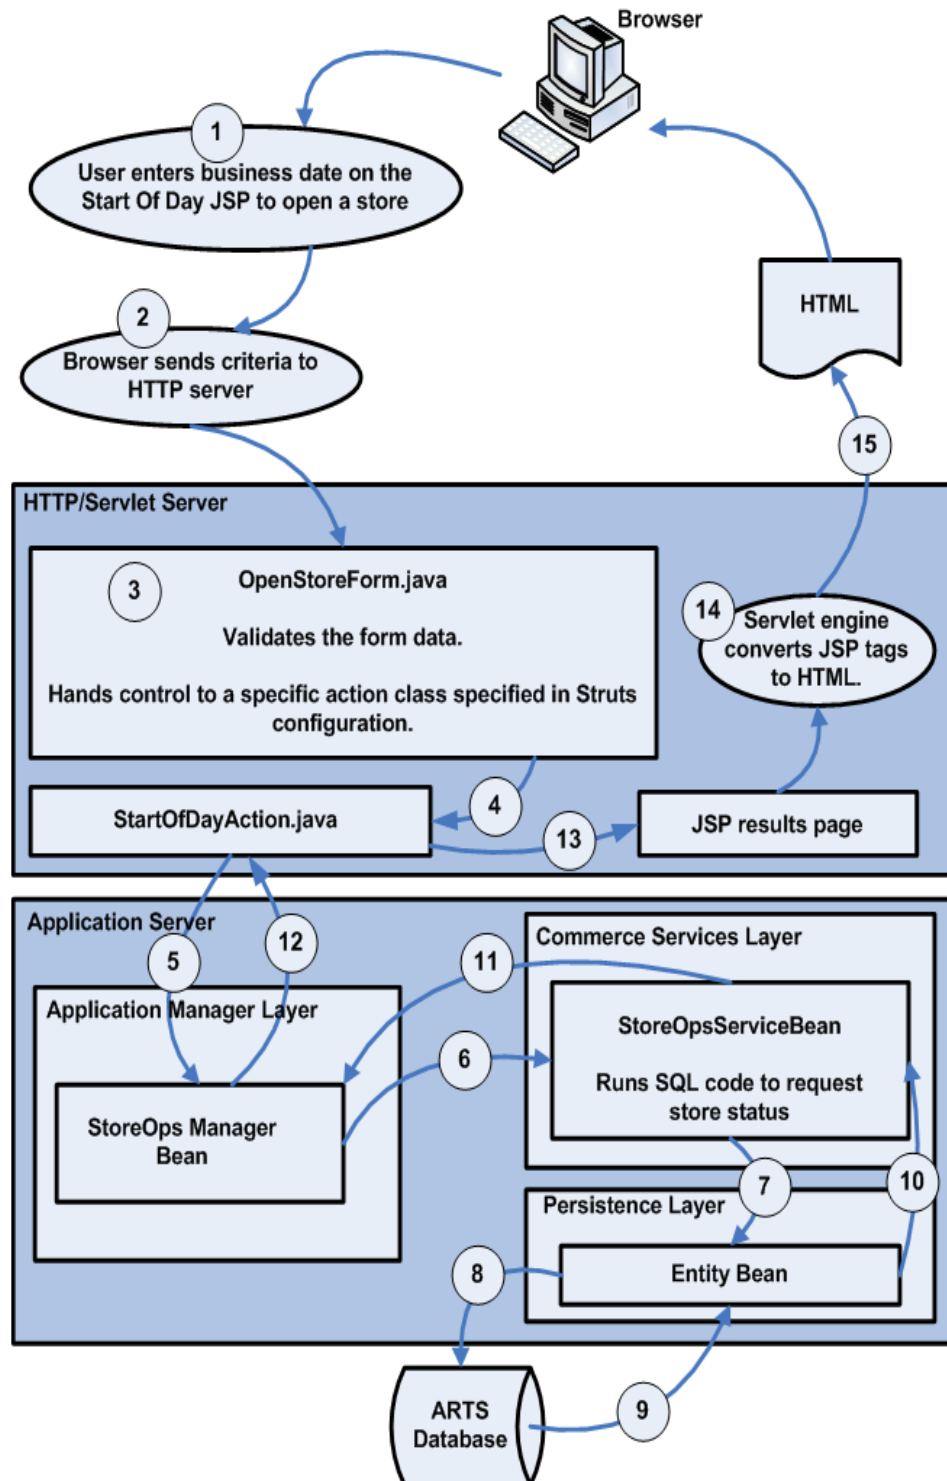 Browser
1
User enters business date on the
Start Of Day JSP to open a store
2
Browser sends criteria to
HTTP server
HTML
15
HTTP/Servlet Server
3
OpenStoreForm.java
Validates the form data.
Hands control to a specific action class specified in Struts
configuration.
14
Servlet engine
converts JSP tags
to HTML.
4
StartOfDayAction.java
13
JSP results page
Application Server
5
12
Application Manager Layer
StoreOps Manager
Bean
11
6
Commerce Services Layer
StoreOpsServiceBean
Runs SQL code to request
store status
7
10
Persistence Layer
Entity Bean
8
9
ARTS
Database